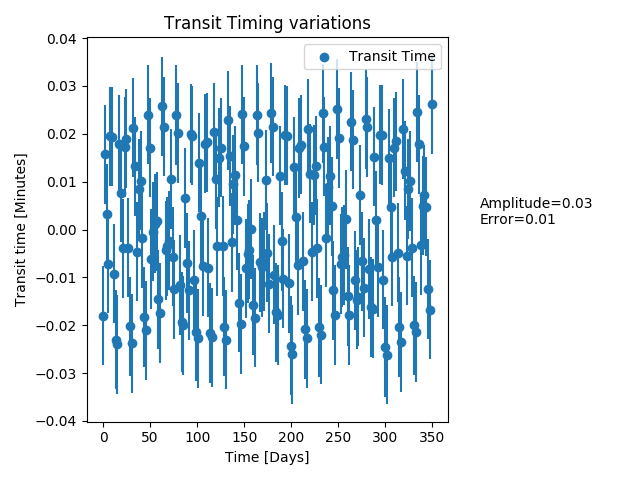 Transit Timing variations
Transit Time
0.04
0.03
0.02
0.01
0.00
−0.01
−0.02
−0.03
−0.04
Transit time [Minutes]
0 50 100 150 200 250 300 350
Time [Days]
Amplitude=0.03
Error=0.01